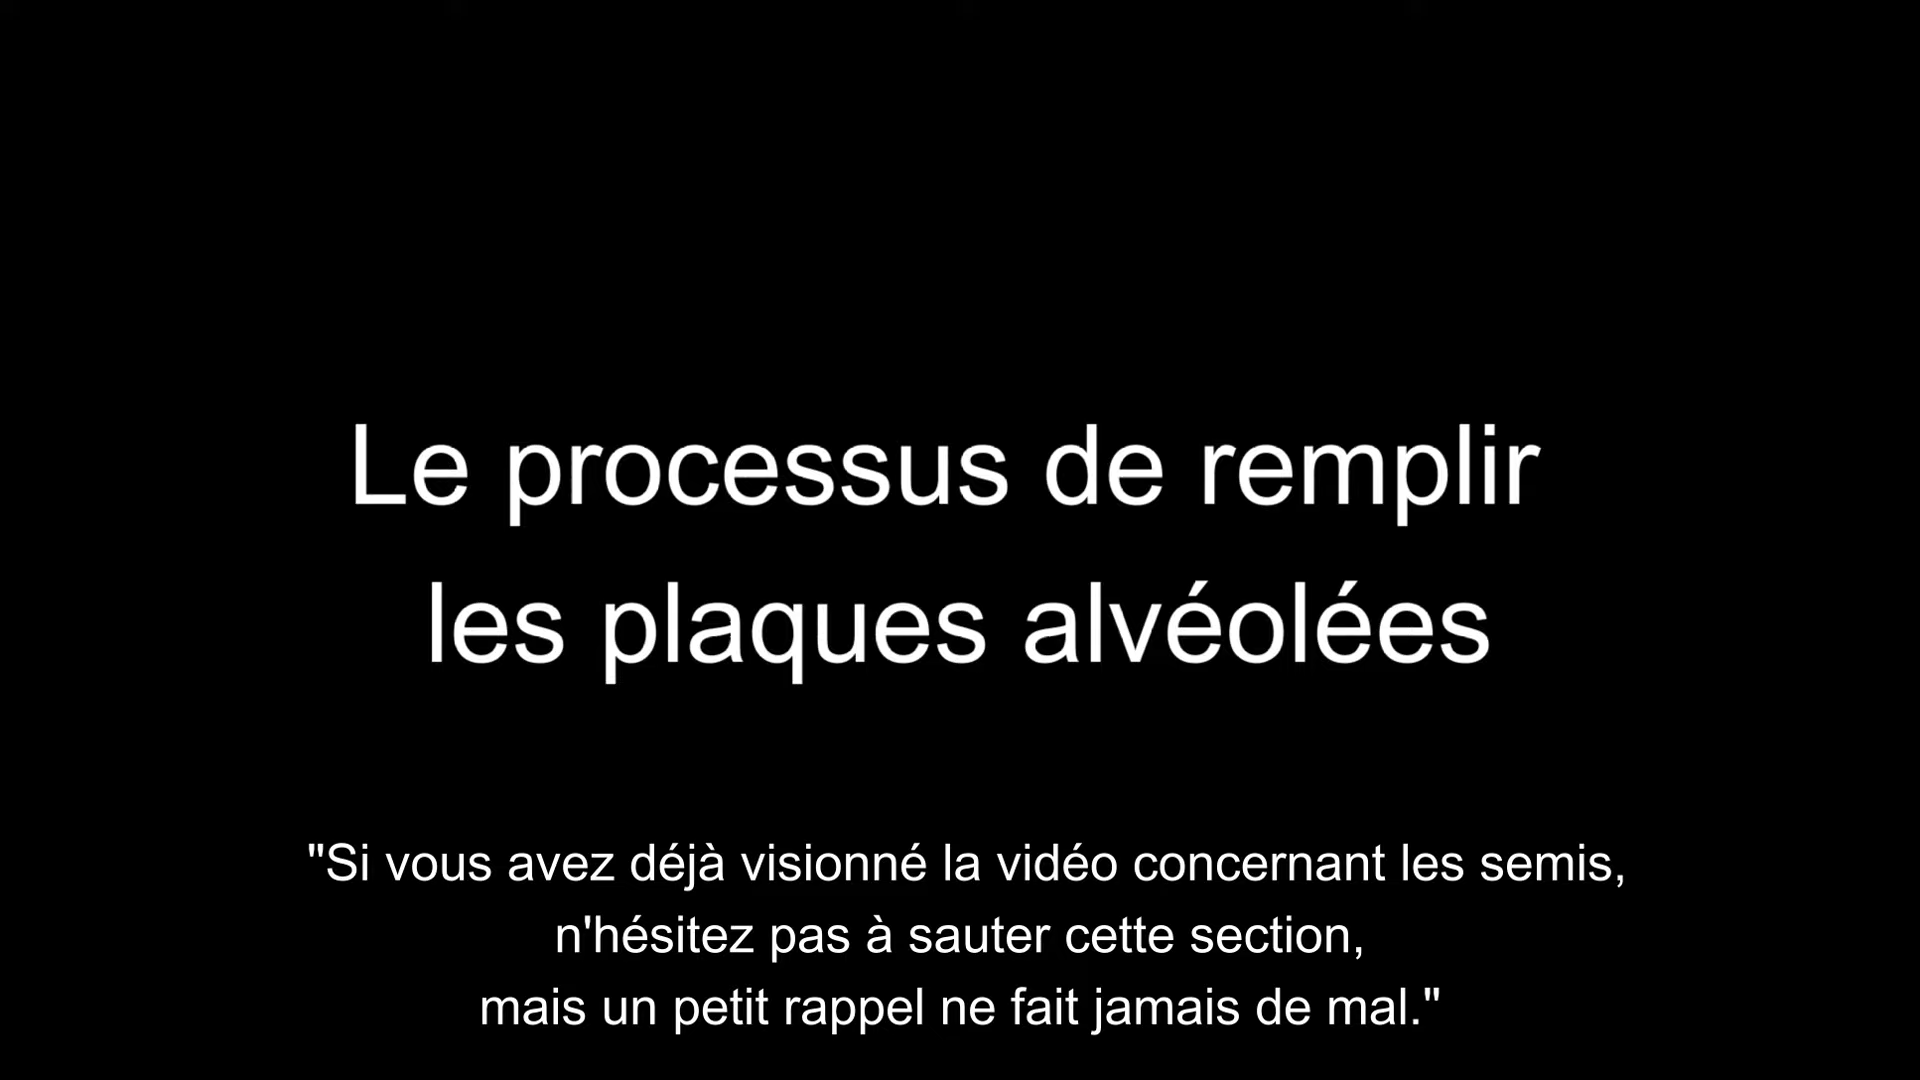 Le processus de remplir
les plaques alvéolées
"Si vous avez déjà visionné la vidéo concernant les semis,
n'hésitez pas à sauter cette section,
mais un petit rappel ne fait jamais de mal."